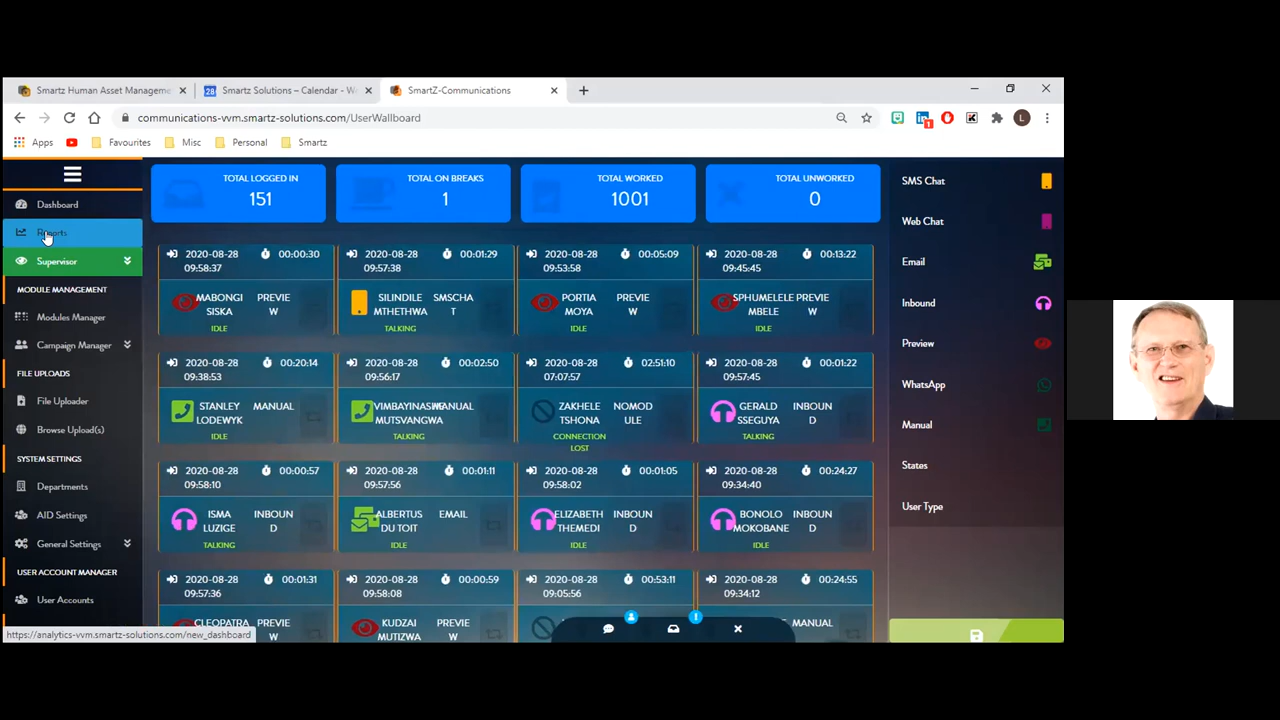 Smartz Human Asset Manageme
Smartz Solutions – Calendar - W
SmartZ-Communications
communications-vvm.smartz-solutions.com/UserWallboard
1
L
Apps
Favourites
Misc
Personal
Smartz
Dashboard
Reports
Supervisor
MODULE MANAGEMENT
Modules Manager
Campaign Manager
FILE UPLOADS
File Uploader
Browse Upload(s)
SYSTEM SETTINGS
Departments
AID Settings
General Settings
USER ACCOUNT MANAGER
User Accounts
https://analytics-vvm.smartz-solutions.com/new_dashboard
TOTAL LOGGED IN
151
TOTAL ON BREAKS
1
TOTAL WORKED
1001
TOTAL UNWORKED
0
2020-08-28 00:00:30
09:58:37
MABONGI PREVIE
SISKA W
IDLE
2020-08-28 00:01:29
09:57:38
SILINDILE SMSCHA
MTHETHWA T
TALKING
2020-08-28 00:05:09
09:53:58
PORTIA PREVIE
MOYA W
IDLE
2020-08-28 00:13:22
09:45:45
SPHUMELELE PREVIE
MBELE W
IDLE
2020-08-28 00:20:14
09:38:53
STANLEY MANUAL
LODEWYK
IDLE
2020-08-28 00:02:50
09:56:17
MANUAL
MUTSVANGWA
TALKING
2020-08-28 02:51:10
07:07:57
ZAKHELE NOMOD
TSHONA ULE
CONNECTION
LOST
2020-08-28 00:01:22
09:57:45
GERALD INBOUN
SSEGUYA D
TALKING
2020-08-28 00:00:57
09:58:10
ISMA INBOUN
LUZIGE D
TALKING
2020-08-28 00:01:11
09:57:56
ALBERTUS EMAIL
DU TOIT
IDLE
2020-08-28 00:01:05
09:58:02
ELIZABETH INBOUN
THEMEDI D
IDLE
2020-08-28 00:24:27
09:34:40
BONOLO INBOUN
MOKOBANE D
IDLE
2020-08-28 00:01:31
09:57:36
CLEOPATRA PREVIE
W
2020-08-28 00:00:59
09:58:08
KUDZAI PREVIE
MUTIZWA W
2020-08-28 00:53:11
09:05:56
2020-08-28 00:24:55
09:34:12
MANUAL
SMS Chat
Web Chat
Email
Inbound
Preview
WhatsApp
Manual
States
User Type